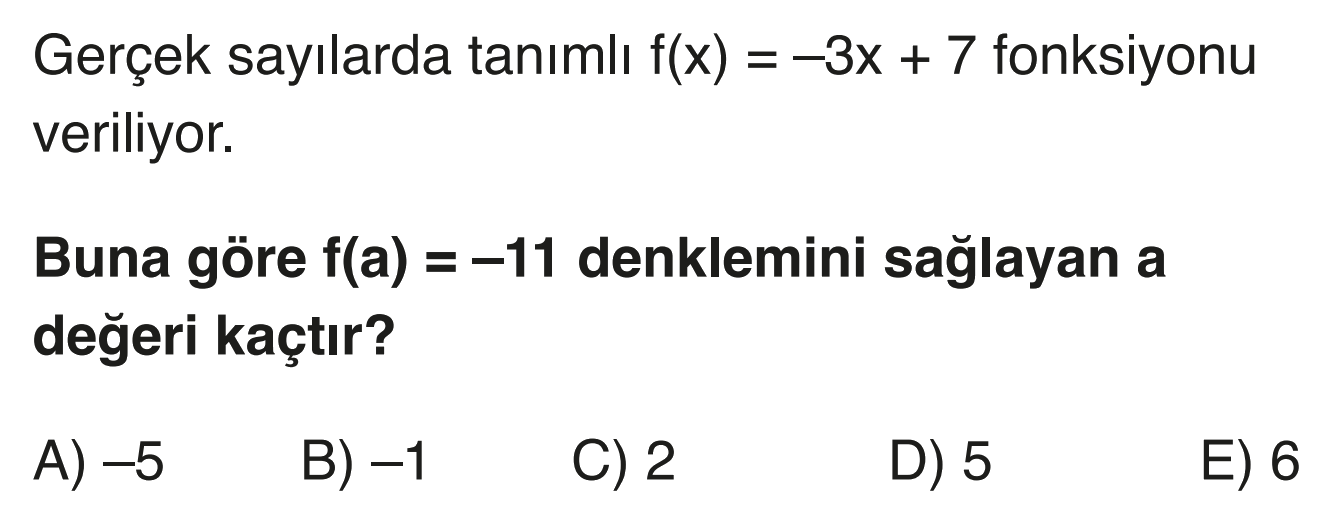 Gerçek sayılarda tanımlı f(x) = –3x + 7 fonksiyonu
veriliyor.
Buna göre f(a) = –11 denklemini sağlayan a
değeri kaçtır?
A) –5 B) –1 C) 2 D) 5 E) 6